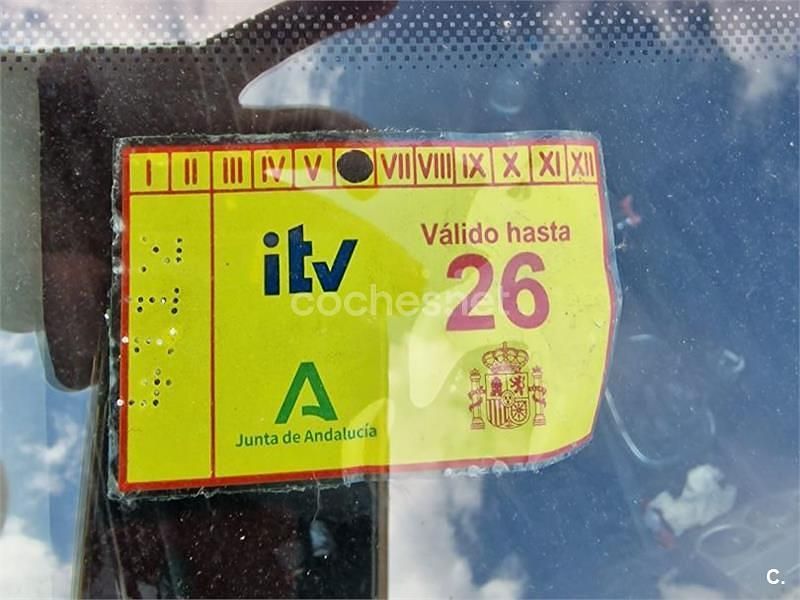 I II III IV V VII VIII IX X XI XII
itv
Válido hasta
26
cochesnet
Junta de Andalucía
C.